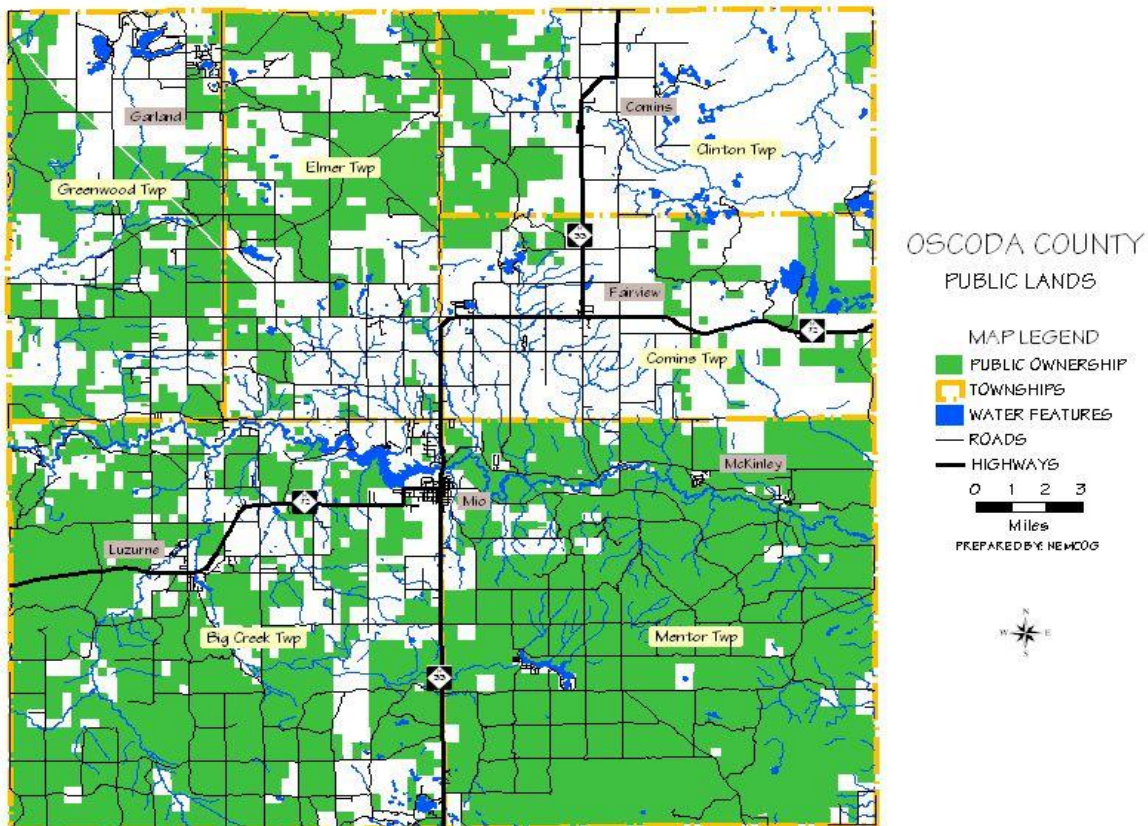 Comins
Garland
Clinton Twp
Elmer Twp
Greenwood Twp
33
OSCODA COUNTY
PUBLIC LANDS
Fairview
72
MAP LEGEND
PUBLIC OWNERSHIP
TOWNSHIPS
WATER FEATURES
ROADS
HIGHWAYS
0 1 2 3
Miles
PREPARED BY: NEMCOG
Comins Twp
McKinley
72
Mio
Luzurne
Big Creek Twp
Mentor Twp
33
N
W E
S